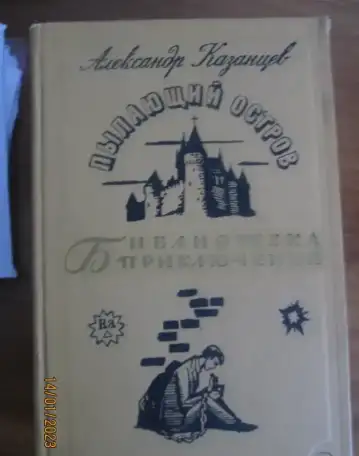 Александр Казанцев
ПЫЛАЮЩИЙ ОСТРОВ
БИБЛИОТЕКА
ПРИКЛЮЧЕНИЙ
14/01/2023